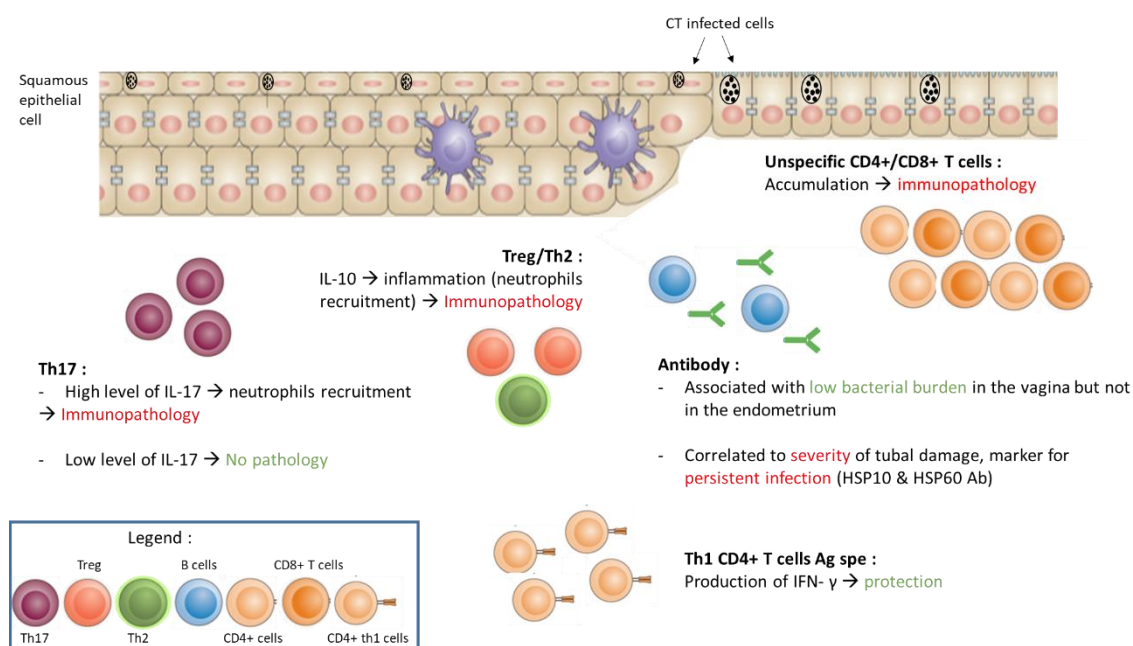 CT infected cells
Squamous
epithelial
cell
Unspecific CD4+/CD8+ T cells :
Accumulation → immunopathology
Treg/Th2 :
IL-10 → inflammation (neutrophils
recruitment) → Immunopathology
Th17 :
- High level of IL-17 → neutrophils recruitment
→ Immunopathology
- Low level of IL-17 → No pathology
Antibody :
- Associated with low bacterial burden in the vagina but not
in the endometrium
- Correlated to severity of tubal damage, marker for
persistent infection (HSP10 & HSP60 Ab)
Th1 CD4+ T cells Ag spe :
Production of IFN- γ → protection
Legend :
Treg B cells CD8+ T cells
Th17 Th2 CD4+ cells CD4+ th1 cells